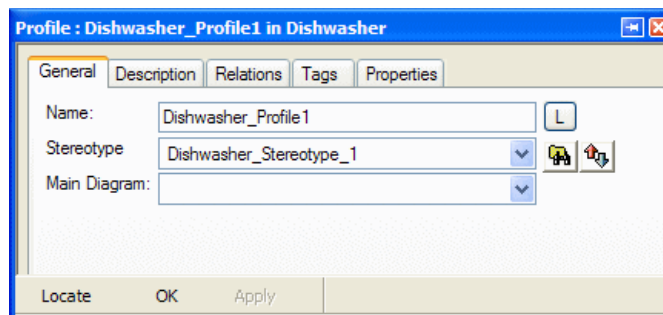 Profile : Dishwasher_Profile1 in Dishwasher
General Description Relations Tags Properties
Name: Dishwasher_Profile1 L
Stereotype Dishwasher_Stereotype_1
Main Diagram:
Locate OK Apply